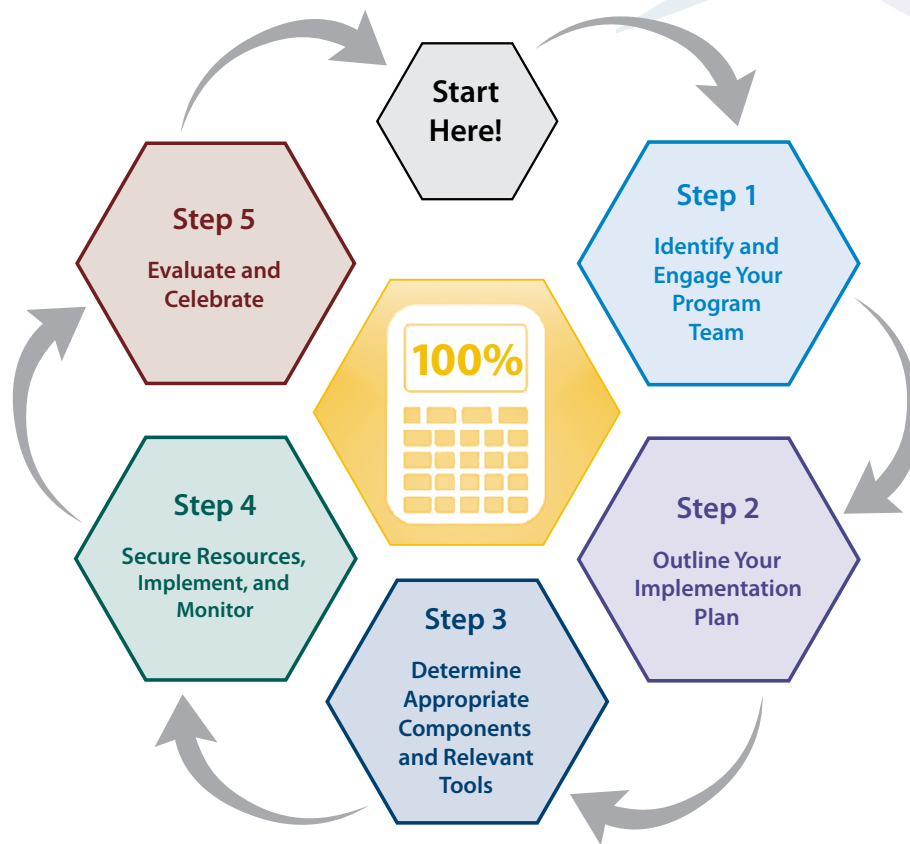 Start
Here!
Step 1
Identify and
Engage Your
Program
Team
Step 2
Outline Your
Implementation
Plan
Step 3
Determine
Appropriate
Components
and Relevant
Tools
Step 4
Secure Resources,
Implement, and
Monitor
Step 5
Evaluate and
Celebrate
100%